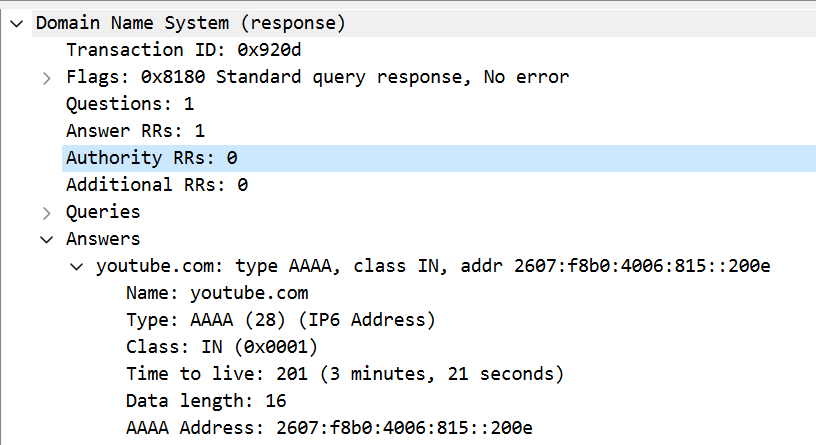 Domain Name System (response)
Transaction ID: 0x920d
Flags: 0x8180 Standard query response, No error
Questions: 1
Answer RRs: 1
Authority RRs: 0
Additional RRs: 0
Queries
Answers
youtube.com: type AAAA, class IN, addr 2607:f8b0:4006:815::200e
Name: youtube.com
Type: AAAA (28) (IP6 Address)
Class: IN (0x0001)
Time to live: 201 (3 minutes, 21 seconds)
Data length: 16
AAAA Address: 2607:f8b0:4006:815::200e